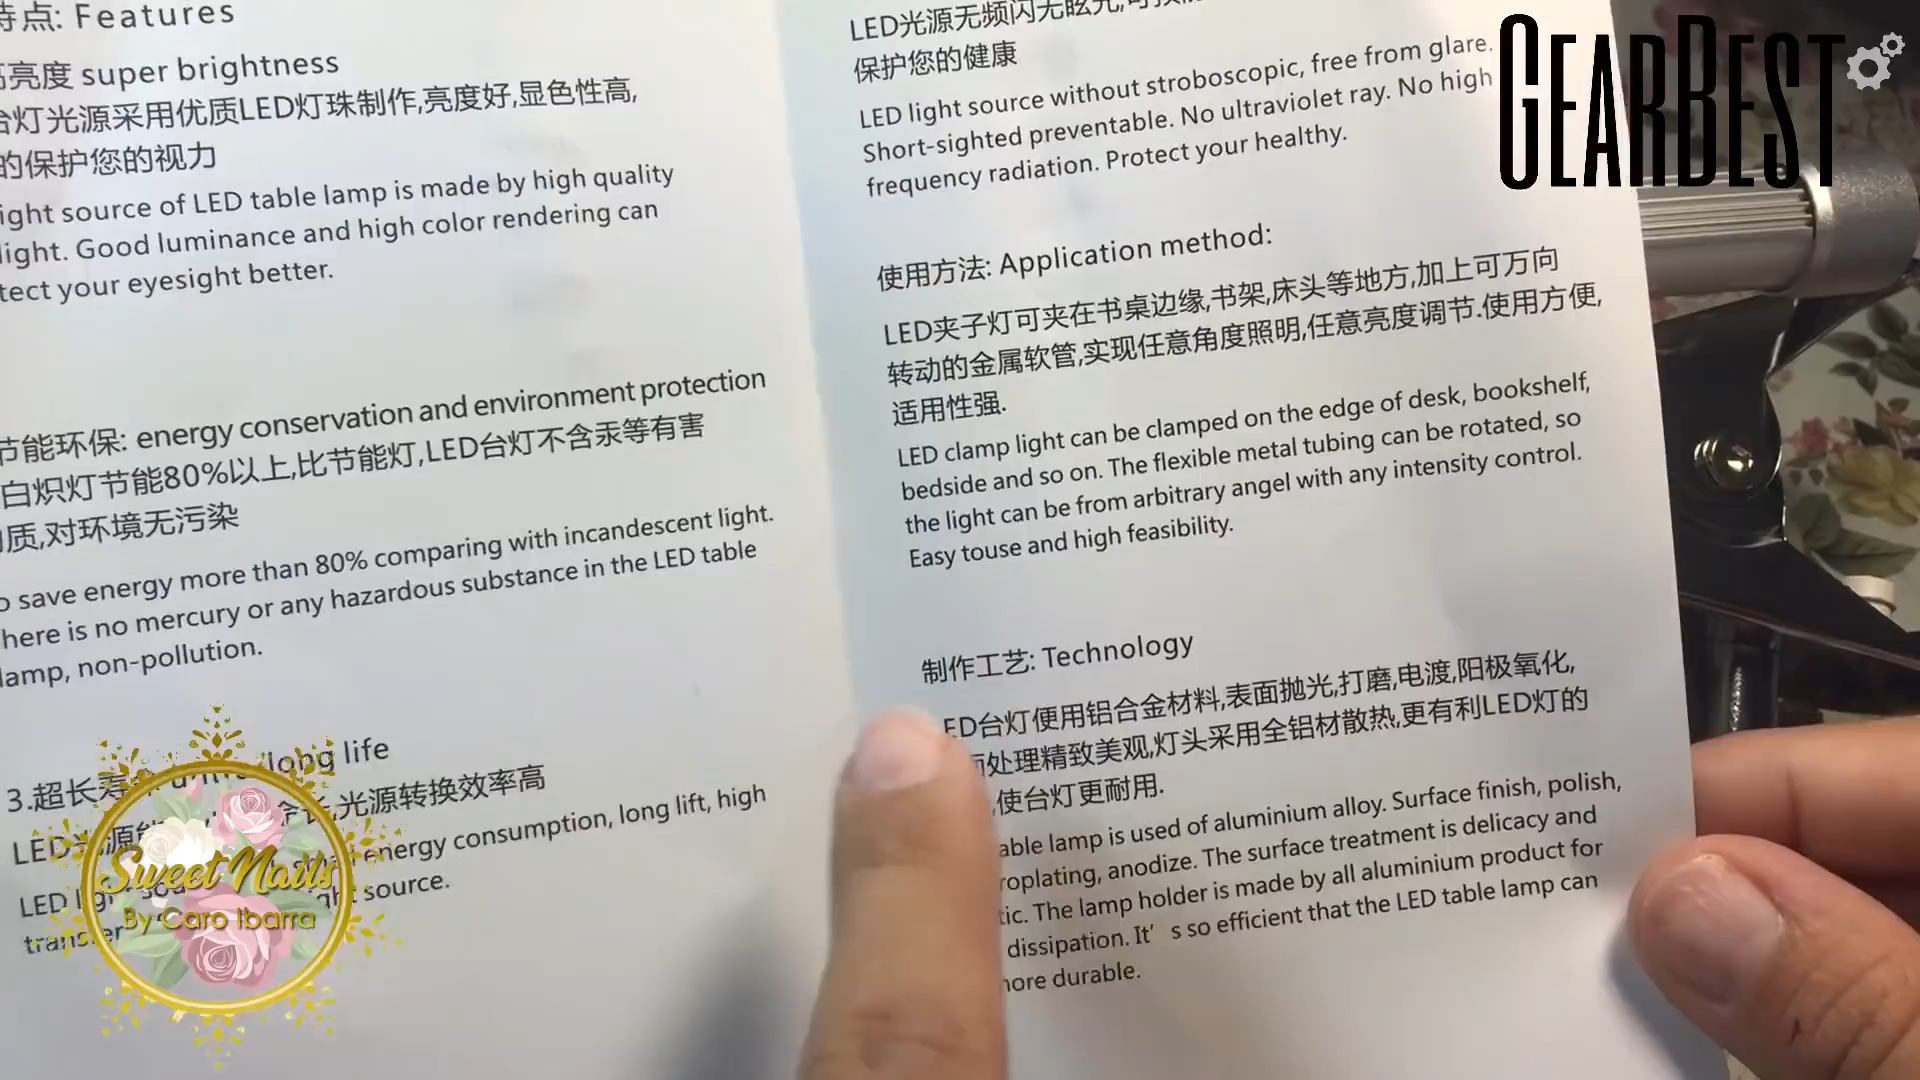 特点: Features
高亮度 super brightness
台灯光源采用优质LED灯珠制作,亮度好,显色性高,
的保护您的视力
ight source of LED table lamp is made by high quality
light. Good luminance and high color rendering can
tect your eyesight better.
节能环保: energy conservation and environment protection
白炽灯节能80%以上,比节能灯,LED台灯不含汞等有害
质,对环境无污染
o save energy more than 80% comparing with incandescent light.
here is no mercury or any hazardous substance in the LED table
lamp, non-pollution.
3.超长寿 long life
LED光源 光源转换效率高
LED energy consumption, long lift, high
transfer source.
LED光源无频闪无眩光,
保护您的健康
LED light source without stroboscopic, free from glare.
Short-sighted preventable. No ultraviolet ray. No high
frequency radiation. Protect your healthy.
使用方法: Application method:
LED夹子灯可夹在书桌边缘,书架,床头等地方,加上可万向
转动的金属软管,实现任意角度照明,任意亮度调节.使用方便,
适用性强.
LED clamp light can be clamped on the edge of desk, bookshelf,
bedside and so on. The flexible metal tubing can be rotated, so
the light can be from arbitrary angel with any intensity control.
Easy touse and high feasibility.
制作工艺: Technology
ED台灯便用铝合金材料,表面抛光,打磨,电渡,阳极氧化,
处理精致美观,灯头采用全铝材散热,更有利LED灯的
,使台灯更耐用.
able lamp is used of aluminium alloy. Surface finish, polish,
roplating, anodize. The surface treatment is delicacy and
tic. The lamp holder is made by all aluminium product for
dissipation. It's so efficient that the LED table lamp can
more durable.
GEARBEST
Sweet Nails
By Caro Ibarra